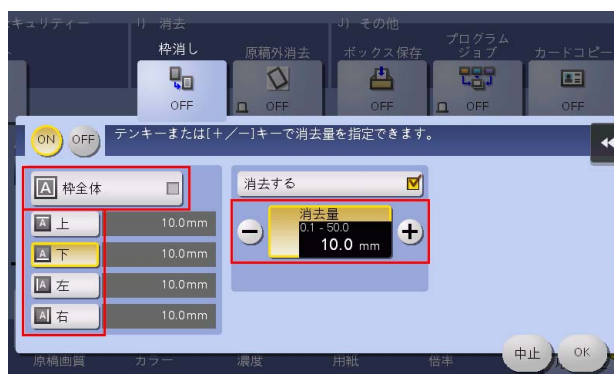 キュリティー　I) 消去　J) その他
枠消し　原稿外消去　ボックス保存　プログラム
ジョブ　カードコピー
OFF　OFF　OFF　OFF　OFF
ON　OFF　テンキーまたは[＋／－]キーで消去量を指定できます。
A 枠全体　消去する
A 上　10.0mm　消去量
0.1 - 50.0
A 下　10.0mm　－　10.0 mm　＋
A 左　10.0mm
A 右　10.0mm
中止　OK
原稿画質　カラー　濃度　用紙　倍率